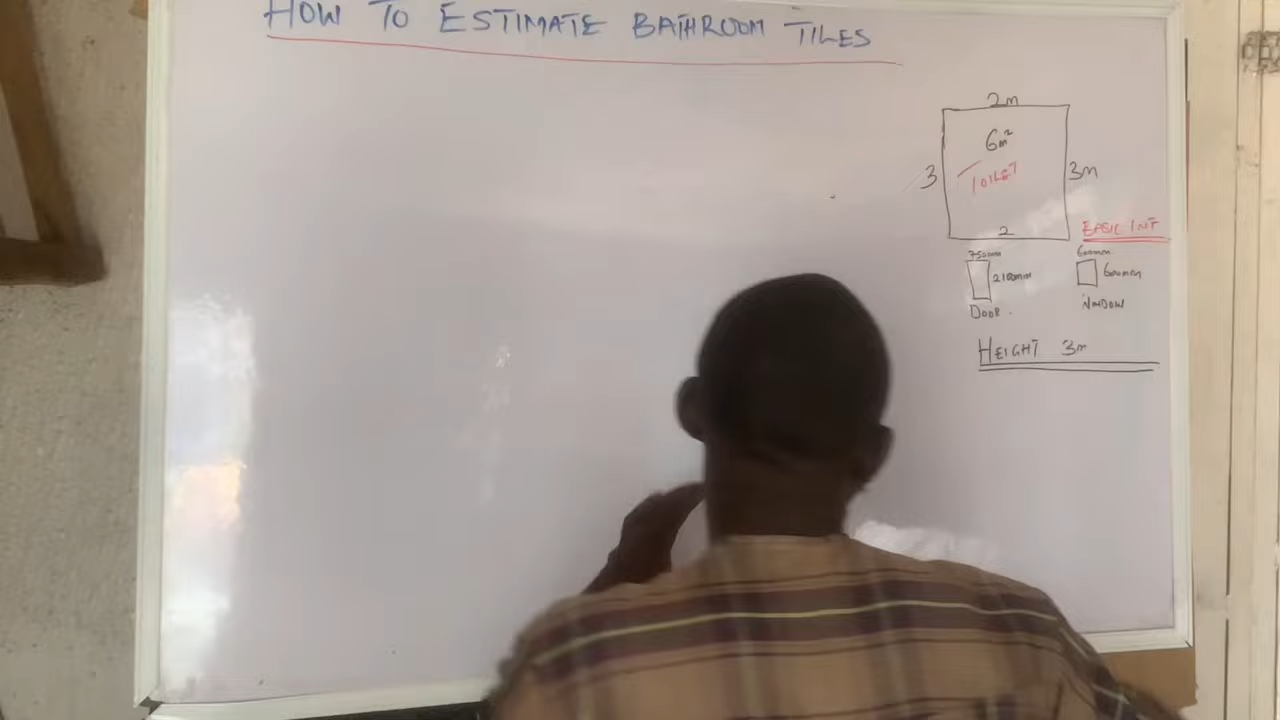 HOW TO ESTIMATE BATHROOM TILES
2m
6m²
3
TOILET
3m
2
BASIC INF
750mm
600mm
2100mm
600mm
DOOR.
WINDOW
HEIGHT 3m